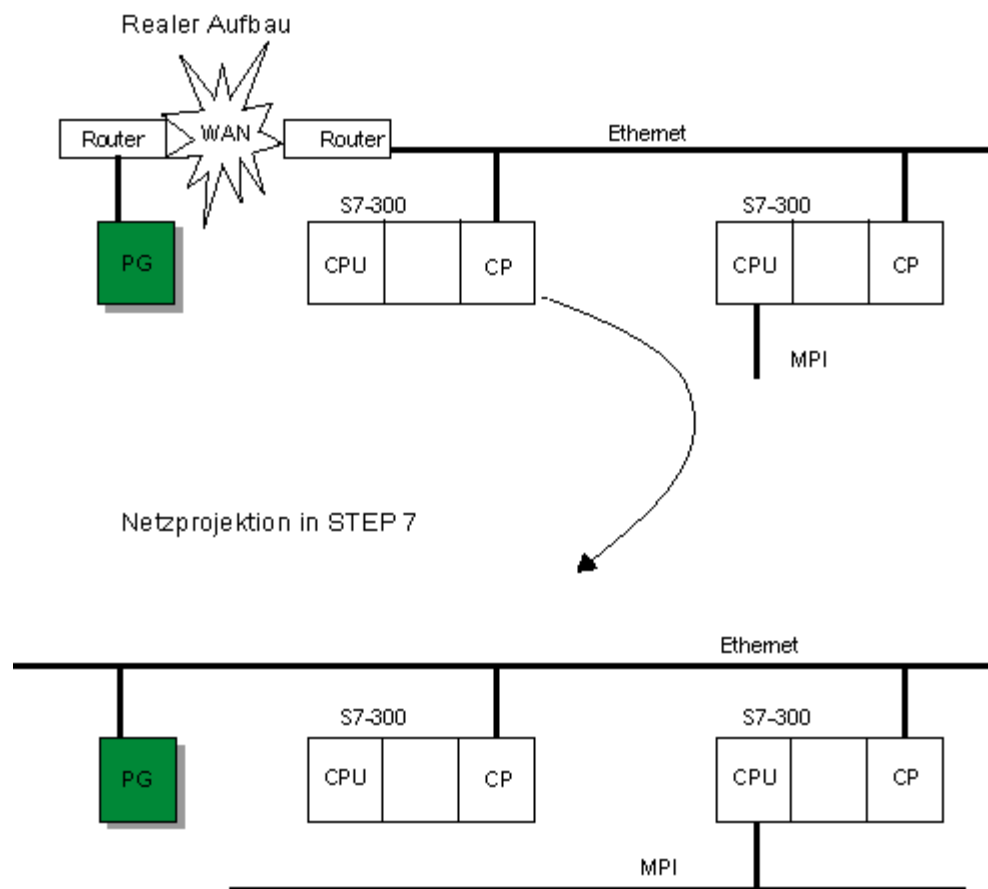 Realer Aufbau
Router
WAN
Router
Ethernet
S7-300
S7-300
PG
CPU
CP
CPU
CP
MPI
Netzprojektion in STEP 7
Ethernet
S7-300
S7-300
PG
CPU
CP
CPU
CP
MPI